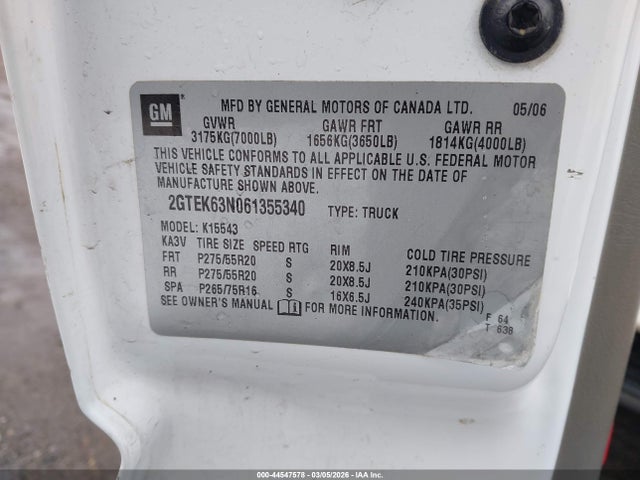 GM
MFD BY GENERAL MOTORS OF CANADA LTD. 05/06
GVWR GAWR FRT GAWR RR
3175KG(7000LB) 1656KG(3650LB) 1814KG(4000LB)
THIS VEHICLE CONFORMS TO ALL APPLICABLE U.S. FEDERAL MOTOR
VEHICLE SAFETY STANDARDS IN EFFECT ON THE DATE OF
MANUFACTURE SHOWN ABOVE.
2GTEK63N061355340 TYPE: TRUCK
MODEL: K15543
KA3V TIRE SIZE SPEED RTG RIM COLD TIRE PRESSURE
FRT P275/55R20 S 20X8.5J 210KPA(30PSI)
RR P275/55R20 S 20X8.5J 210KPA(30PSI)
SPA P265/75R16 S 16X6.5J 240KPA(35PSI)
SEE OWNER'S MANUAL FOR MORE INFORMATION.
F 64
T 638
000-44547578 - 03/05/2026 - IAA Inc.